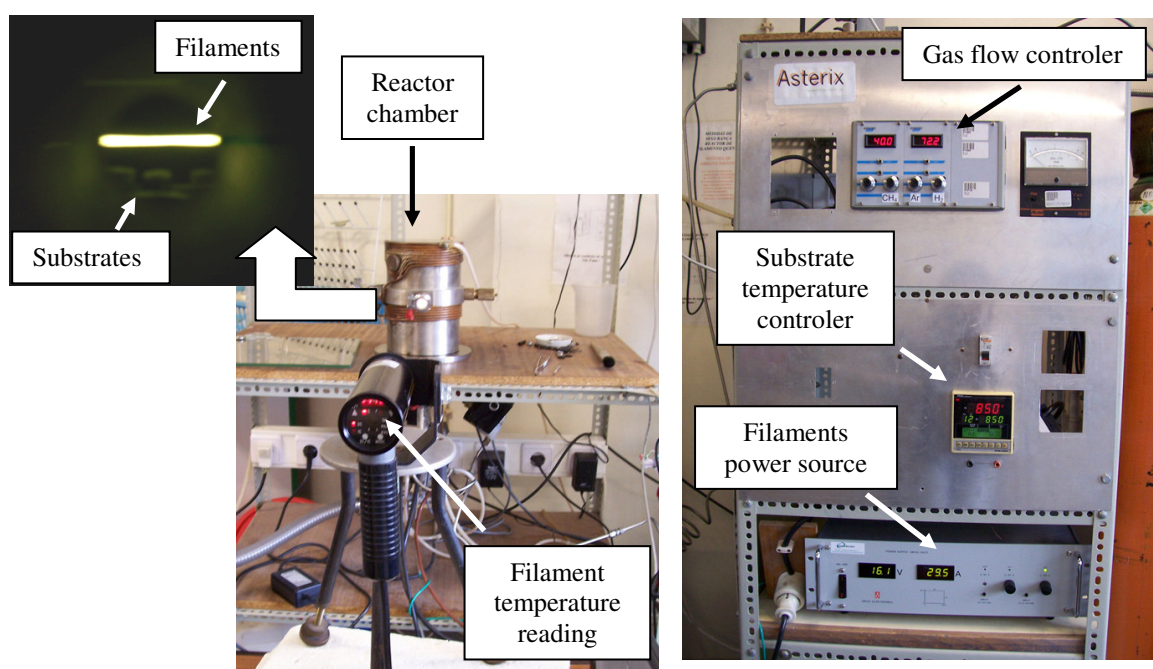 Filaments
Substrates
Reactor
chamber
Filament
temperature
reading
Asterix
Gas flow controler
40.0 72.2
CH₄ Ar H₂
Substrate
temperature
controler
850
12 850
Filaments
power source
16.1 V 29.5 A